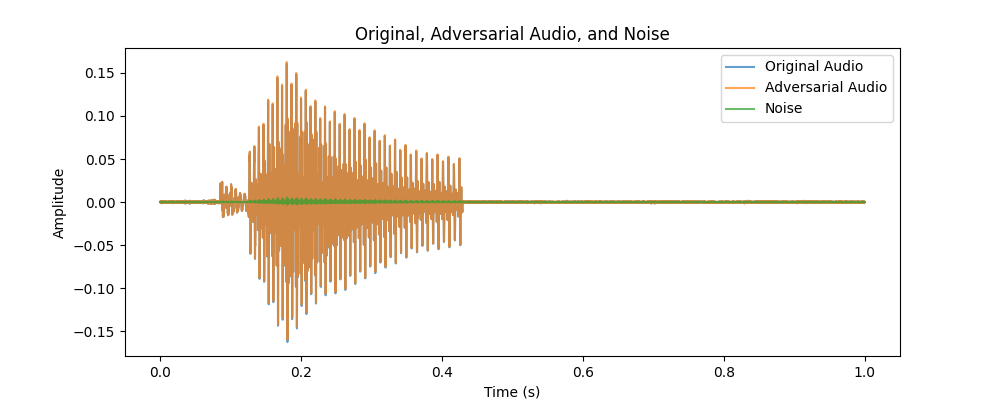 Original, Adversarial Audio, and Noise
Original Audio
Adversarial Audio
Noise
Amplitude
0.15
0.10
0.05
0.00
−0.05
−0.10
−0.15
0.0 0.2 0.4 0.6 0.8 1.0
Time (s)